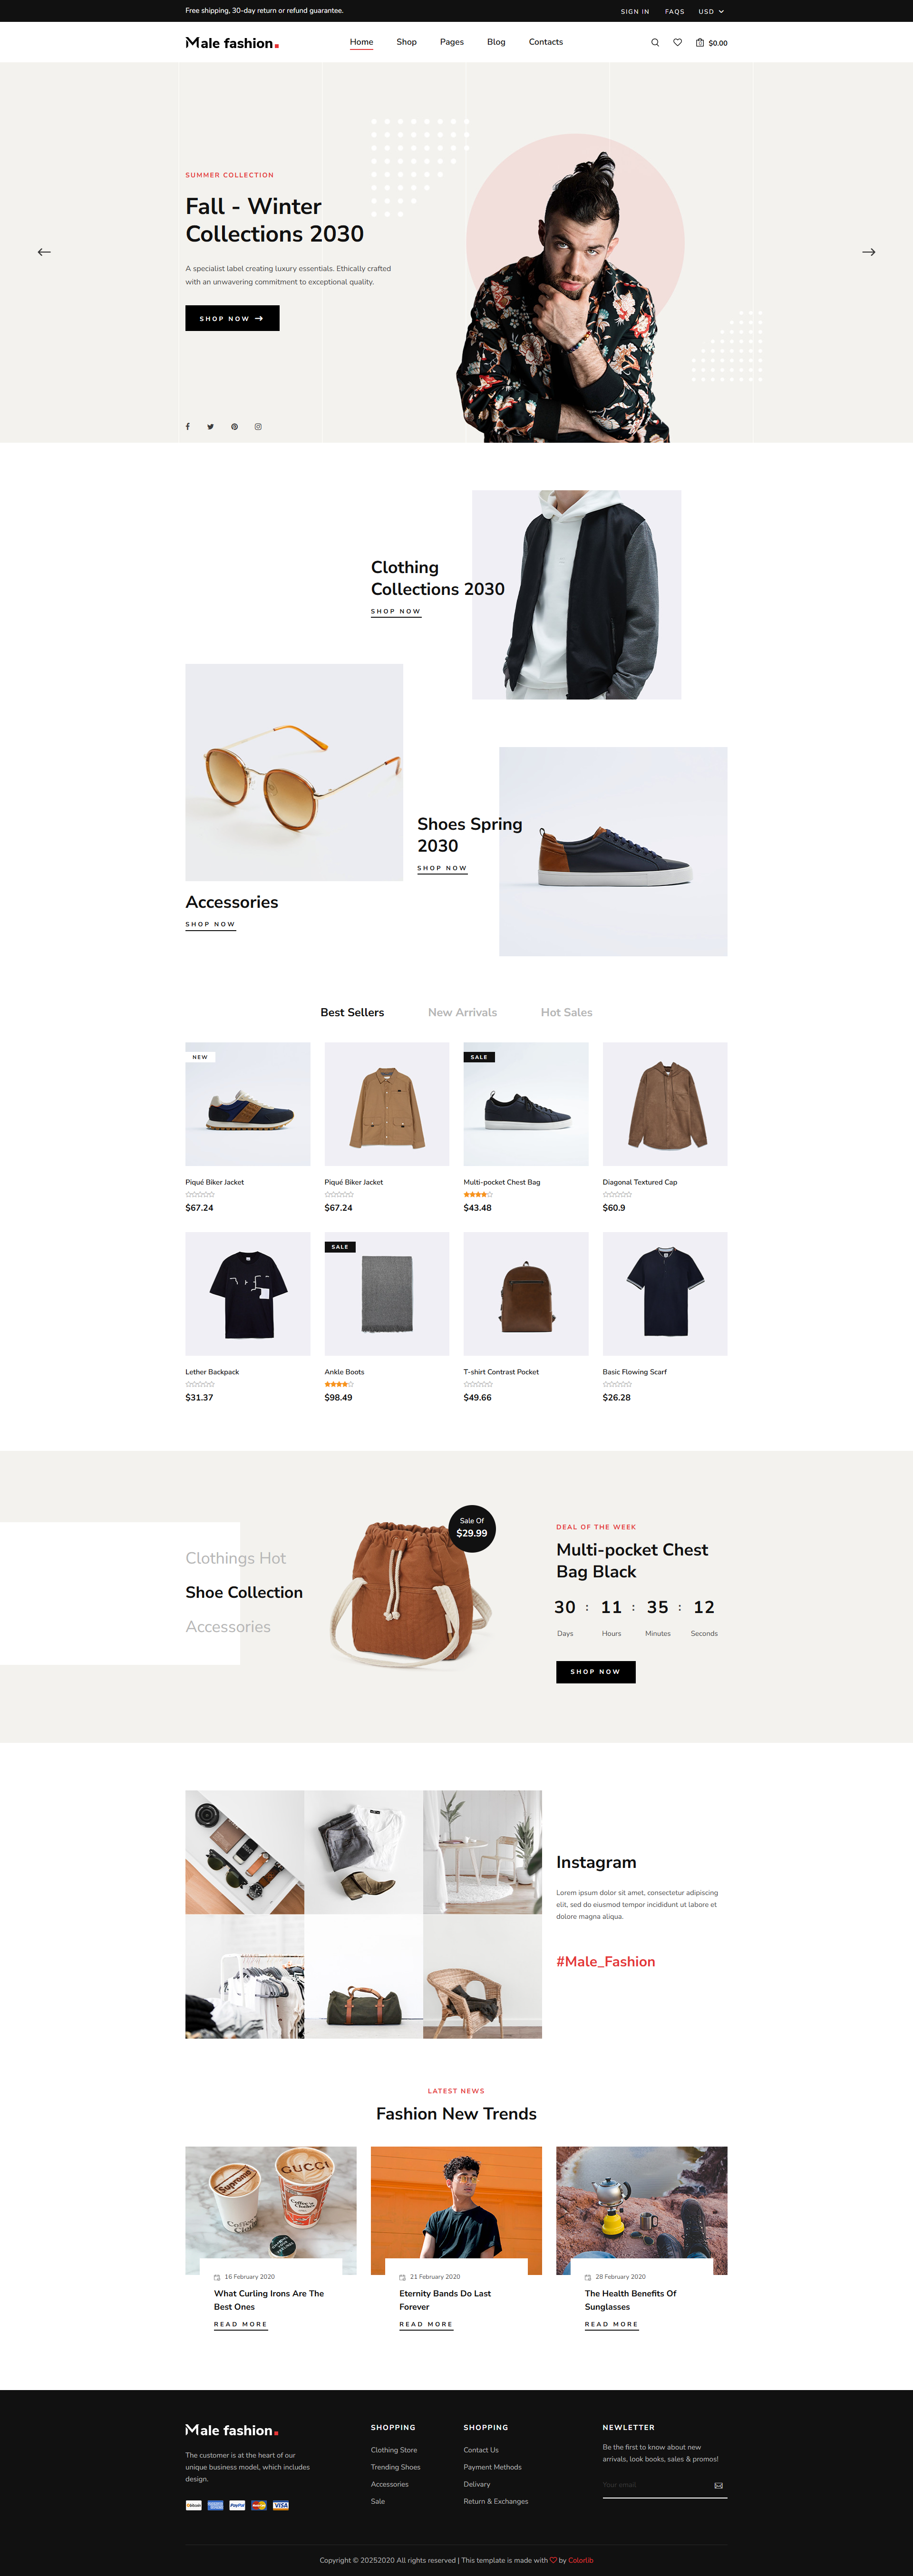 Free shipping, 30-day return or refund guarantee.
SIGN IN
FAQS
USD
Male fashion.
Home
Shop
Pages
Blog
Contacts
$0.00
SUMMER COLLECTION
Fall - Winter
Collections 2030
A specialist label creating luxury essentials. Ethically crafted
with an unwavering commitment to exceptional quality.
SHOP NOW
Clothing
Collections 2030
SHOP NOW
Accessories
SHOP NOW
Shoes Spring
2030
SHOP NOW
Best Sellers
New Arrivals
Hot Sales
NEW
Piqué Biker Jacket
$67.24
Piqué Biker Jacket
$67.24
SALE
Multi-pocket Chest Bag
$43.48
Diagonal Textured Cap
$60.9
Lether Backpack
$31.37
SALE
Ankle Boots
$98.49
T-shirt Contrast Pocket
$49.66
Basic Flowing Scarf
$26.28
Clothings Hot
Shoe Collection
Accessories
Sale Of
$29.99
DEAL OF THE WEEK
Multi-pocket Chest
Bag Black
30 : 11 : 35 : 12
Days Hours Minutes Seconds
SHOP NOW
Instagram
Lorem ipsum dolor sit amet, consectetur adipiscing
elit, sed do eiusmod tempor incididunt ut labore et
dolore magna aliqua.
#Male_Fashion
LATEST NEWS
Fashion New Trends
Supreme
GUCCI
16 February 2020
What Curling Irons Are The
Best Ones
READ MORE
21 February 2020
Eternity Bands Do Last
Forever
READ MORE
28 February 2020
The Health Benefits Of
Sunglasses
READ MORE
Male fashion.
The customer is at the heart of our
unique business model, which includes
design.
PayPal
VISA
SHOPPING
Clothing Store
Trending Shoes
Accessories
Sale
SHOPPING
Contact Us
Payment Methods
Delivary
Return & Exchanges
NEWLETTER
Be the first to know about new
arrivals, look books, sales & promos!
Your email
Copyright © 20252020 All rights reserved | This template is made with by Colorlib